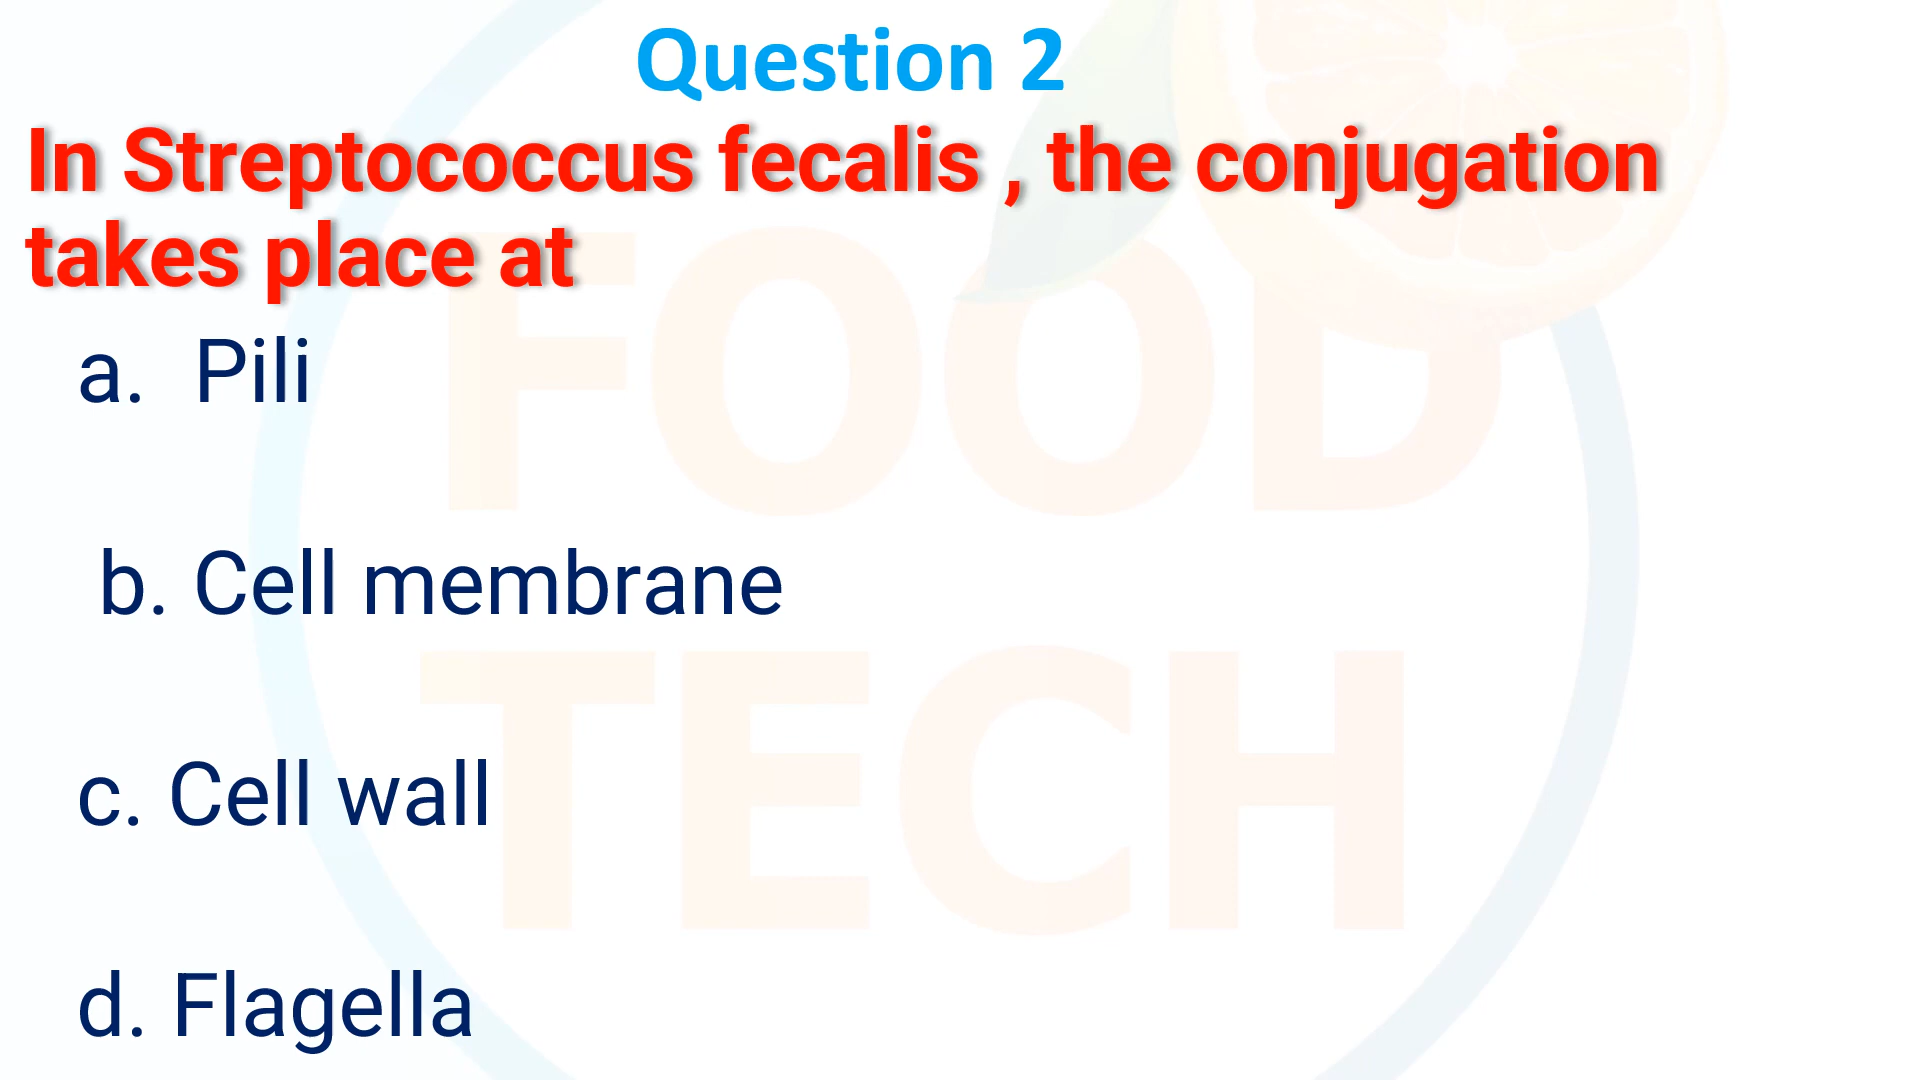 Question 2
In Streptococcus fecalis , the conjugation
takes place at
a. Pili
b. Cell membrane
c. Cell wall
d. Flagella
FOOD
TECH